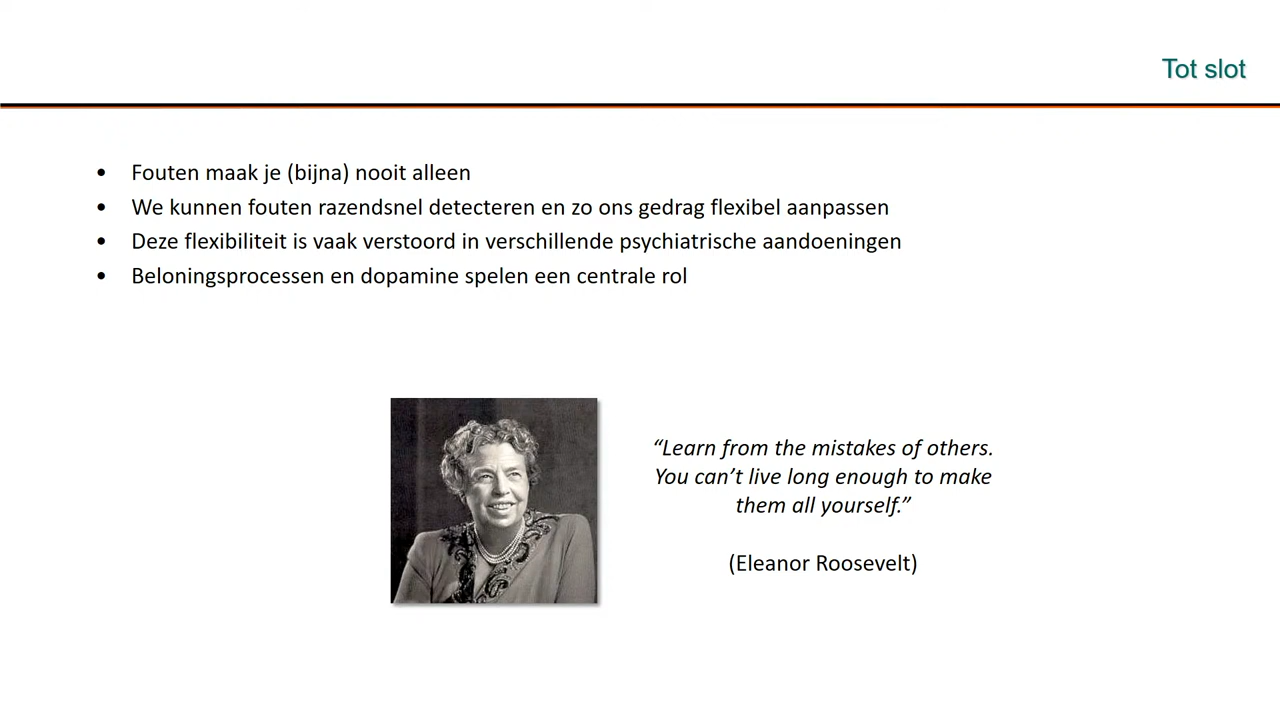 Tot slot
• Fouten maak je (bijna) nooit alleen
• We kunnen fouten razendsnel detecteren en zo ons gedrag flexibel aanpassen
• Deze flexibiliteit is vaak verstoord in verschillende psychiatrische aandoeningen
• Beloningsprocessen en dopamine spelen een centrale rol
“Learn from the mistakes of others.
You can’t live long enough to make
them all yourself.”
(Eleanor Roosevelt)